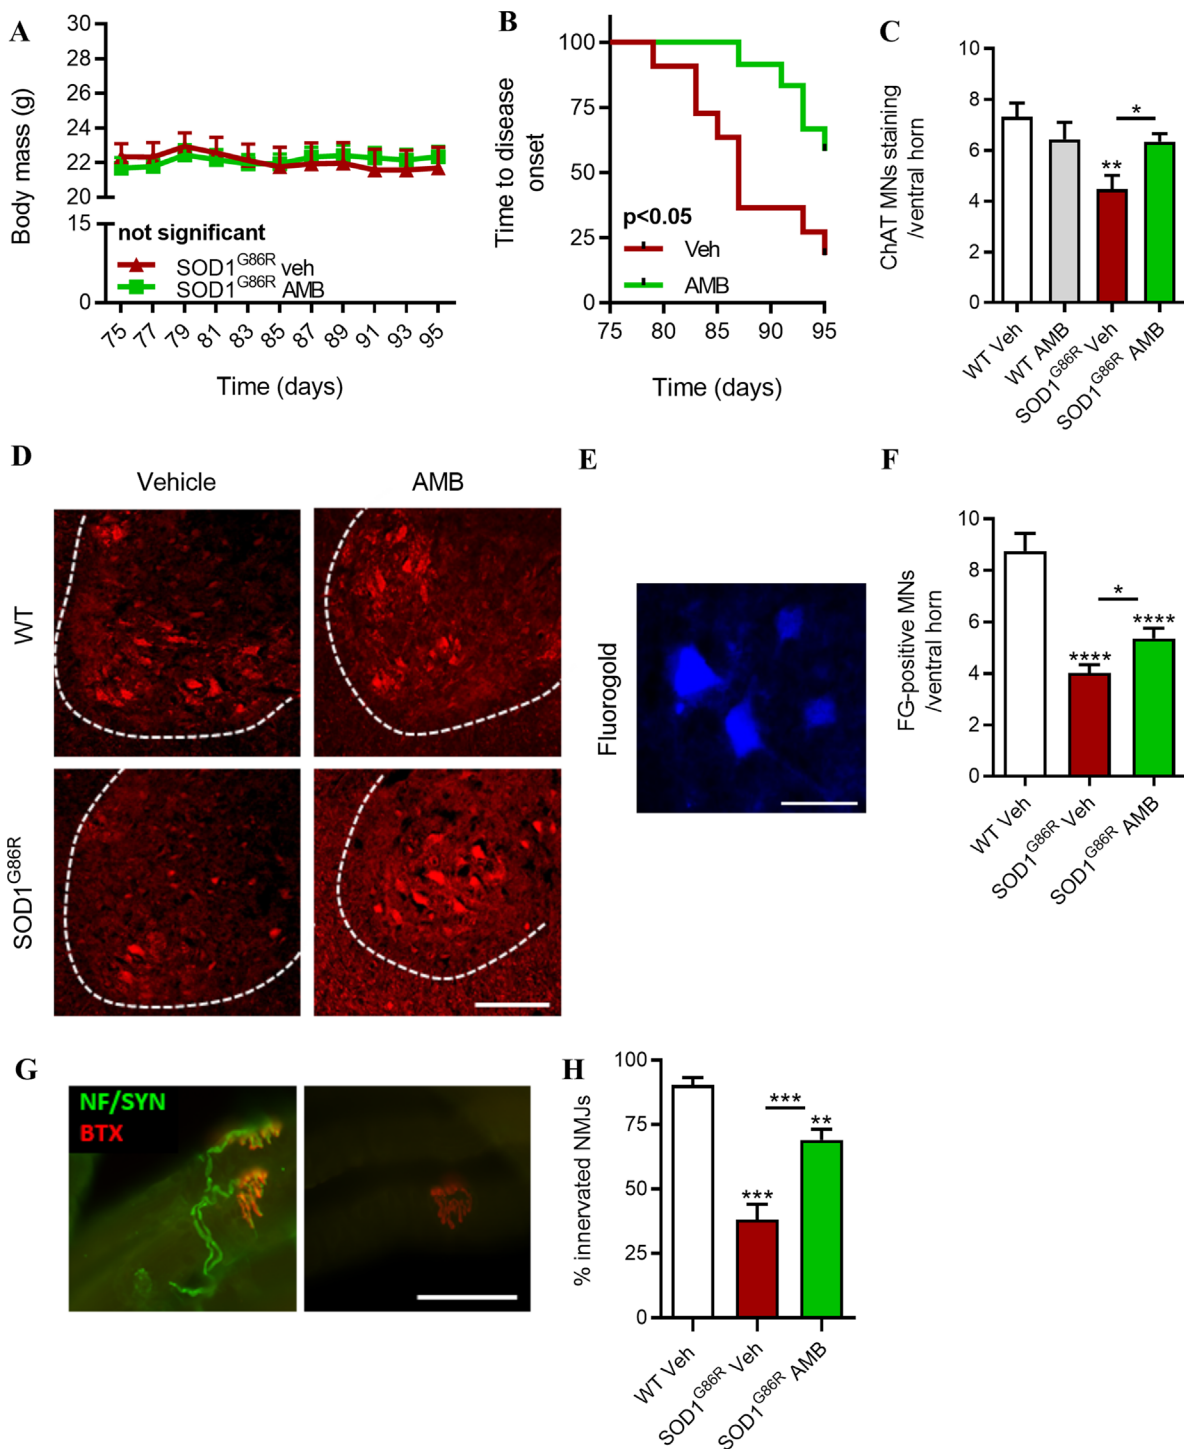 A
Body mass (g)
30
28
26
24
22
20
15
0
not significant
SOD1G86R veh
SOD1G86R AMB
75 77 79 81 83 85 87 89 91 93 95
Time (days)
B
Time to disease
onset
100
75
50
25
0
p<0.05
Veh
AMB
75 80 85 90 95
Time (days)
C
ChAT MNs staining
/ventral horn
10
8
6
4
2
0
**
*
WT Veh
WT AMB
SOD1G86R Veh
SOD1G86R AMB
D
Vehicle AMB
WT
SOD1G86R
E
Fluorogold
F
FG-positive MNs
/ventral horn
10
8
6
4
2
0
*
****
****
WT Veh
SOD1G86R Veh
SOD1G86R AMB
G
NF/SYN
BTX
H
% innervated NMJs
100
75
50
25
0
***
***
**
WT Veh
SOD1G86R Veh
SOD1G86R AMB